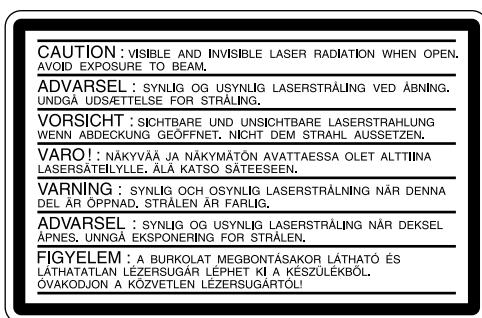 CAUTION : VISIBLE AND INVISIBLE LASER RADIATION WHEN OPEN.
AVOID EXPOSURE TO BEAM.
ADVARSEL : SYNLIG OG USYNLIG LASERSTRÅLING VED ÅBNING.
UNDGÅ UDSÆTTELSE FOR STRÅLING.
VORSICHT : SICHTBARE UND UNSICHTBARE LASERSTRAHLUNG
WENN ABDECKUNG GEÖFFNET. NICHT DEM STRAHL AUSSETZEN.
VARO! : NÄKYVÄÄ JA NÄKYMÄTÖN AVATTAESSA OLET ALTTIINA
LASERSÄTEILYLLE. ÄLÄ KATSO SÄTEESEEN.
VARNING : SYNLIG OCH OSYNLIG LASERSTRÅLNING NÄR DENNA
DEL ÄR ÖPPNAD. STRÅLEN ÄR FARLIG.
ADVARSEL : SYNLIG OG USYNLIG LASERSTRÅLING NÅR DEKSEL
ÅPNES. UNNGÅ EKSPONERING FOR STRÅLEN.
FIGYELEM : A BURKOLAT MEGBONTÁSAKOR LÁTHATÓ ÉS
LÁTHATATLAN LÉZERSUGÁR LÉPHET KI A KÉSZÜLÉKBŐL.
ÓVAKODJON A KÖZVETLEN LÉZERSUGÁRTÓL!